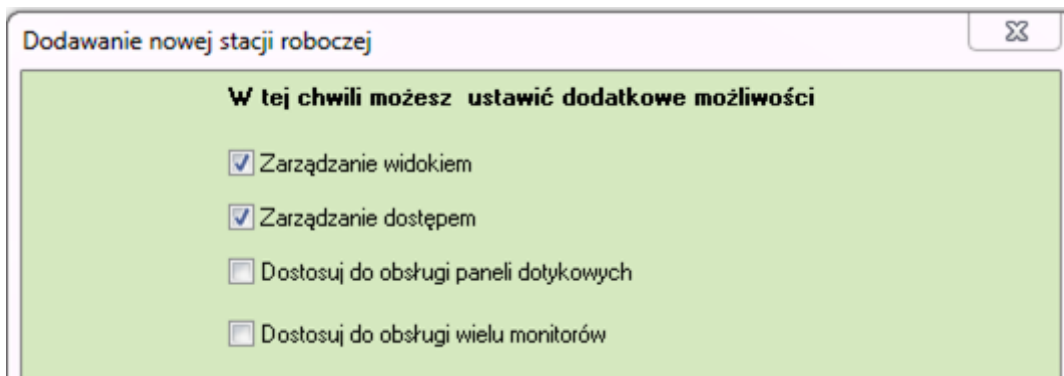 Dodawanie nowej stacji roboczej
W tej chwili możesz  ustawić dodatkowe możliwości
Zarządzanie widokiem
Zarządzanie dostępem
Dostosuj do obsługi paneli dotykowych
Dostosuj do obsługi wielu monitorów